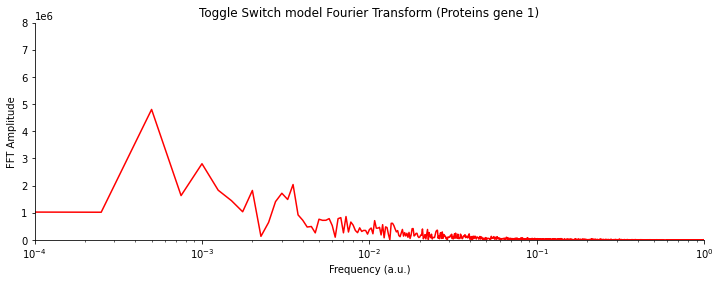 Toggle Switch model Fourier Transform (Proteins gene 1)
1e6
8
7
6
5
4
3
2
1
0
FFT Amplitude
10⁻⁴ 10⁻³ 10⁻² 10⁻¹ 10⁰
Frequency (a.u.)